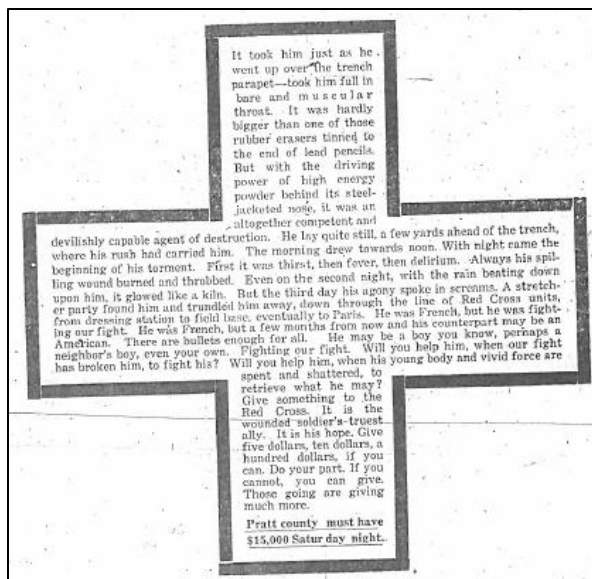 It took him just as he
went up over the trench
parapet—took him full in
bare and muscular
throat. It was hardly
bigger than one of those
rubber erasers tinned to
the end of lead pencils.
But with the driving
power of high energy
powder behind its steel-
jacketed nose, it was an
altogether competent and
devilishly capable agent of destruction. He lay quite still, a few yards ahead of the trench,
where his rush had carried him. The morning drew towards noon. With night came the
beginning of his torment. First it was thirst, then fever, then delirium. Always his spil-
ling wound burned and throbbed. Even on the second night, with the rain beating down
upon him, it glowed like a kiln. But the third day his agony spoke in screams. A stretch-
er party found him and trundled him away, down through the line of Red Cross units,
from dressing station to field base, eventually to Paris. He was French, but he was fight-
ing our fight. He was French, but a few months from now and his counterpart may be an
American. There are bullets enough for all. He may be a boy you know, perhaps a
neighbor's boy, even your own. Fighting our fight. Will you help him, when our fight
has broken him, to fight his? Will you help him, when his young body and vivid force are
spent and shattered, to
retrieve what he may?
Give something to the
Red Cross. It is the
wounded soldier's truest
ally. It is his hope. Give
five dollars, ten dollars, a
hundred dollars, if you
can. Do your part. If you
cannot, you can give.
Those going are giving
much more.
Pratt county must have
$15,000 Saturday night.